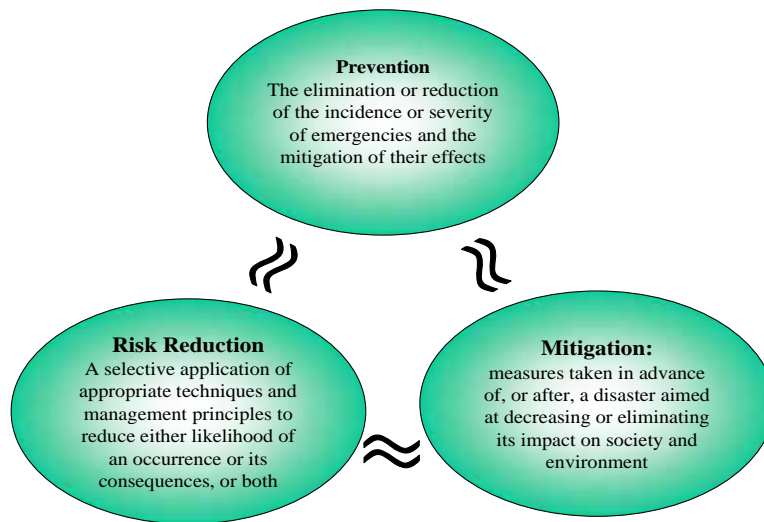 Prevention
The elimination or reduction
of the incidence or severity
of emergencies and the
mitigation of their effects
Risk Reduction
A selective application of
appropriate techniques and
management principles to
reduce either likelihood of
an occurrence or its
consequences, or both
Mitigation:
measures taken in advance
of, or after, a disaster aimed
at decreasing or eliminating
its impact on society and
environment